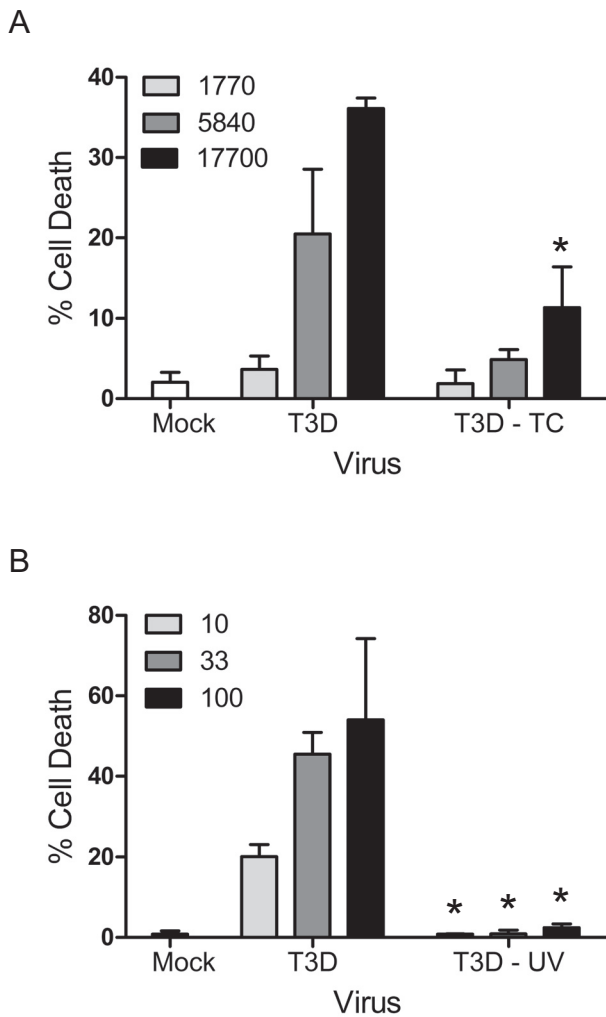 A
% Cell Death
40
30
20
10
0
1770
5840
17700
*
Mock T3D T3D - TC
Virus
B
% Cell Death
80
60
40
20
0
10
33
100
* * *
Mock T3D T3D - UV
Virus